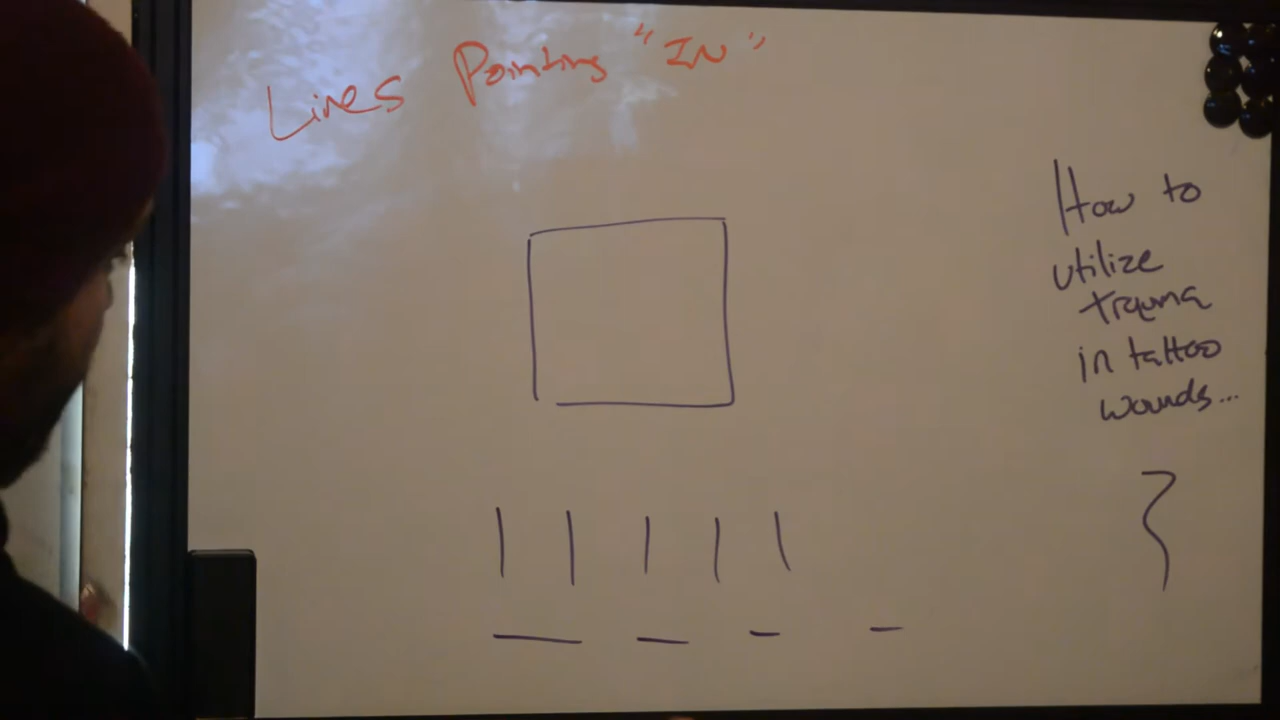 Lines Pointing "IN"
How to
utilize
trauma
in tattoo
wounds...